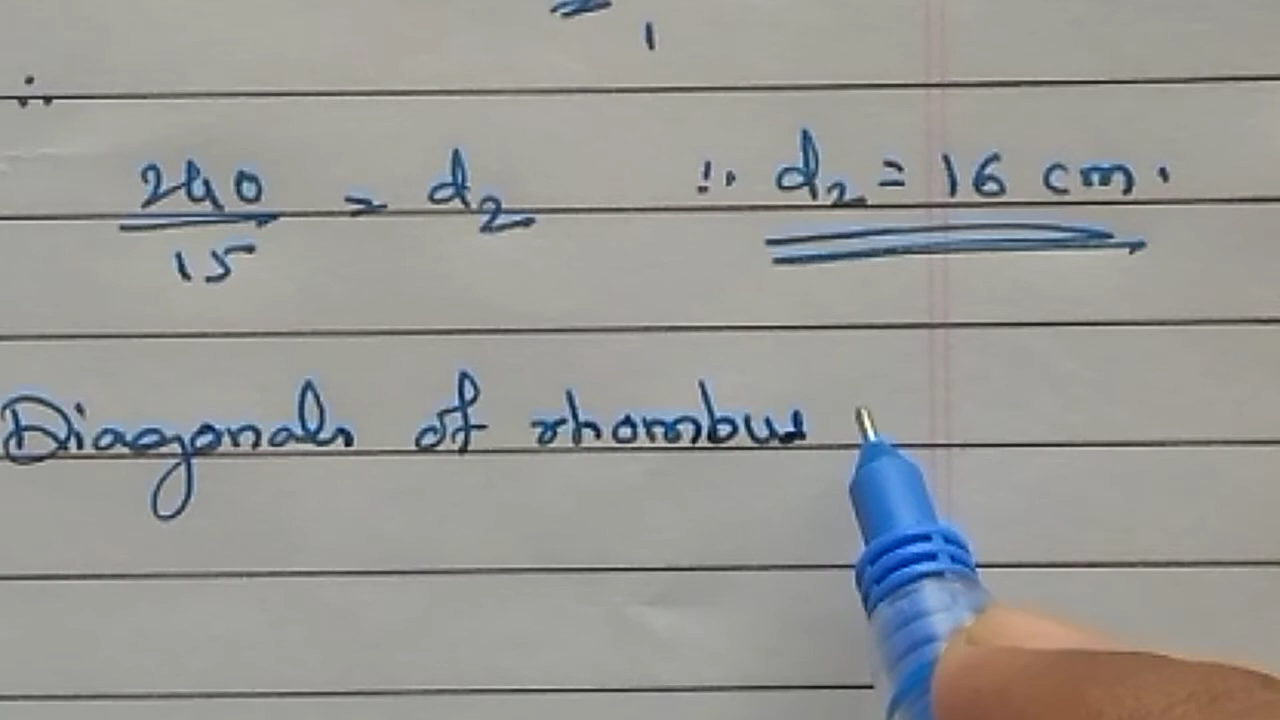 ∴
240/15 = d₂ ∴ d₂ = 16 cm.
Diagonals of rhombus